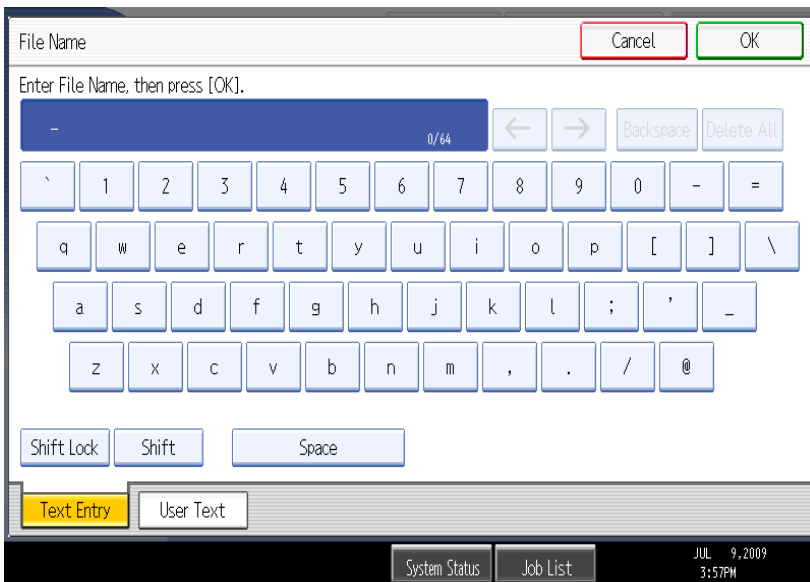 File Name Cancel OK
Enter File Name, then press [OK].
_ 0/64 ← → Backspace Delete All
` 1 2 3 4 5 6 7 8 9 0 - =
q w e r t y u i o p [ ] \
a s d f g h j k l ; ' _
z x c v b n m , . / @
Shift Lock Shift Space
Text Entry User Text
System Status Job List JUL 9,2009
3:57PM